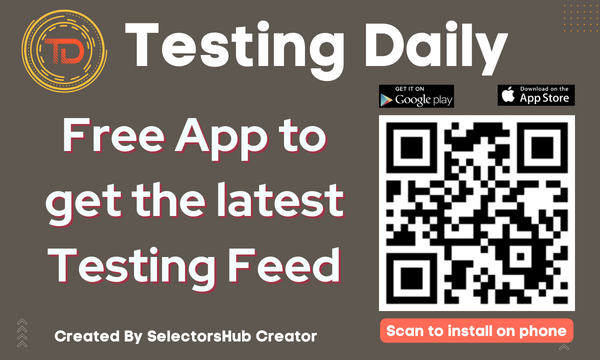 TD
Testing Daily
GET IT ON
Google play
Download on the
App Store
Free App to
get the latest
Testing Feed
Created By SelectorsHub Creator
Scan to install on phone